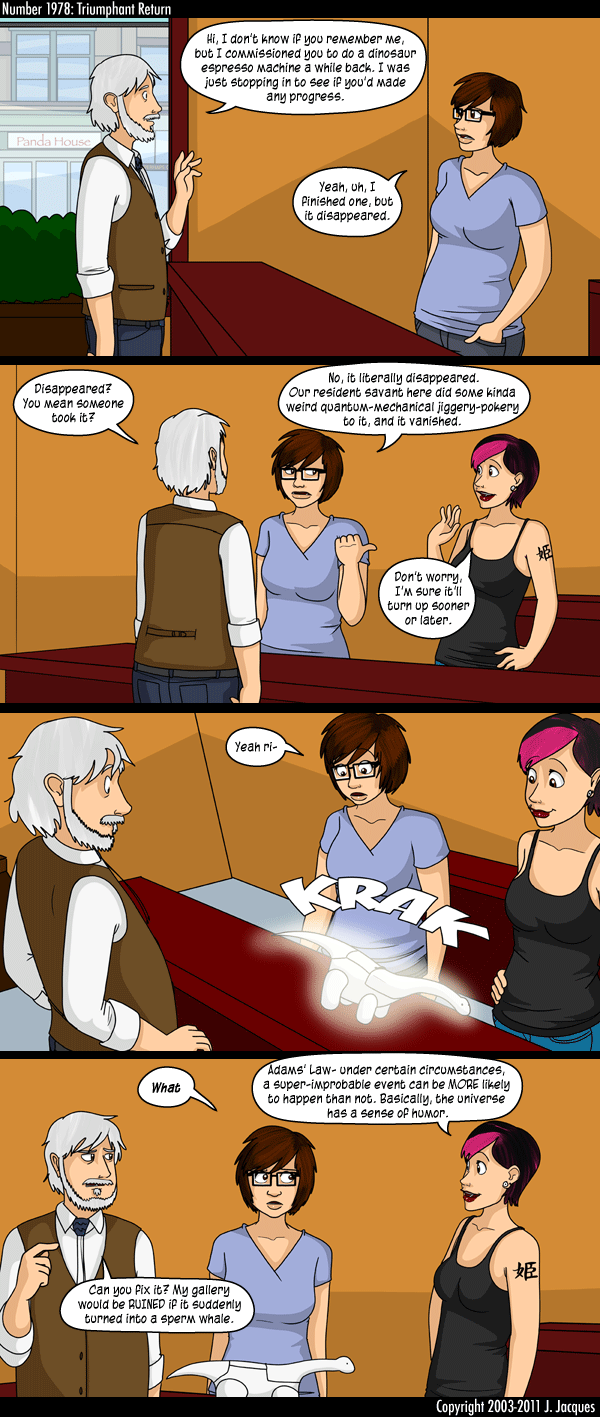 Number 1978: Triumphant Return
Hi, I don't know if you remember me,
but I commissioned you to do a dinosaur
espresso machine a while back. I was
just stopping in to see if you'd made
any progress.
Panda House
Yeah, uh, I
finished one, but
it disappeared.
Disappeared?
You mean someone
took it?
No, it literally disappeared.
Our resident savant here did some kinda
weird quantum-mechanical jiggery-pokery
to it, and it vanished.
姫
Don't worry,
I'm sure it'll
turn up sooner
or later.
Yeah ri-
KRAK
What
Adams' Law- under certain circumstances,
a super-improbable event can be MORE likely
to happen than not. Basically, the universe
has a sense of humor.
姫
Can you fix it? My gallery
would be RUINED if it suddenly
turned into a sperm whale.
Copyright 2003-2011 J. Jacques